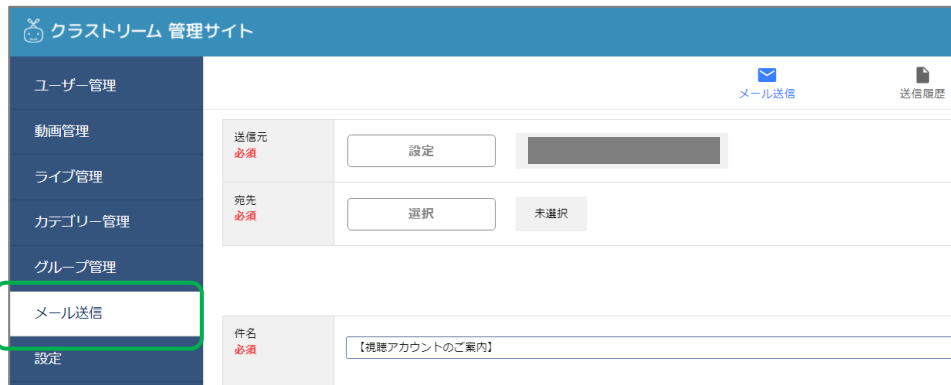 クラストリーム 管理サイト
ユーザー管理
動画管理
ライブ管理
カテゴリー管理
グループ管理
メール送信
設定
メール送信
送信履歴
送信元
必須
設定
宛先
必須
選択
未選択
件名
必須
【視聴アカウントのご案内】